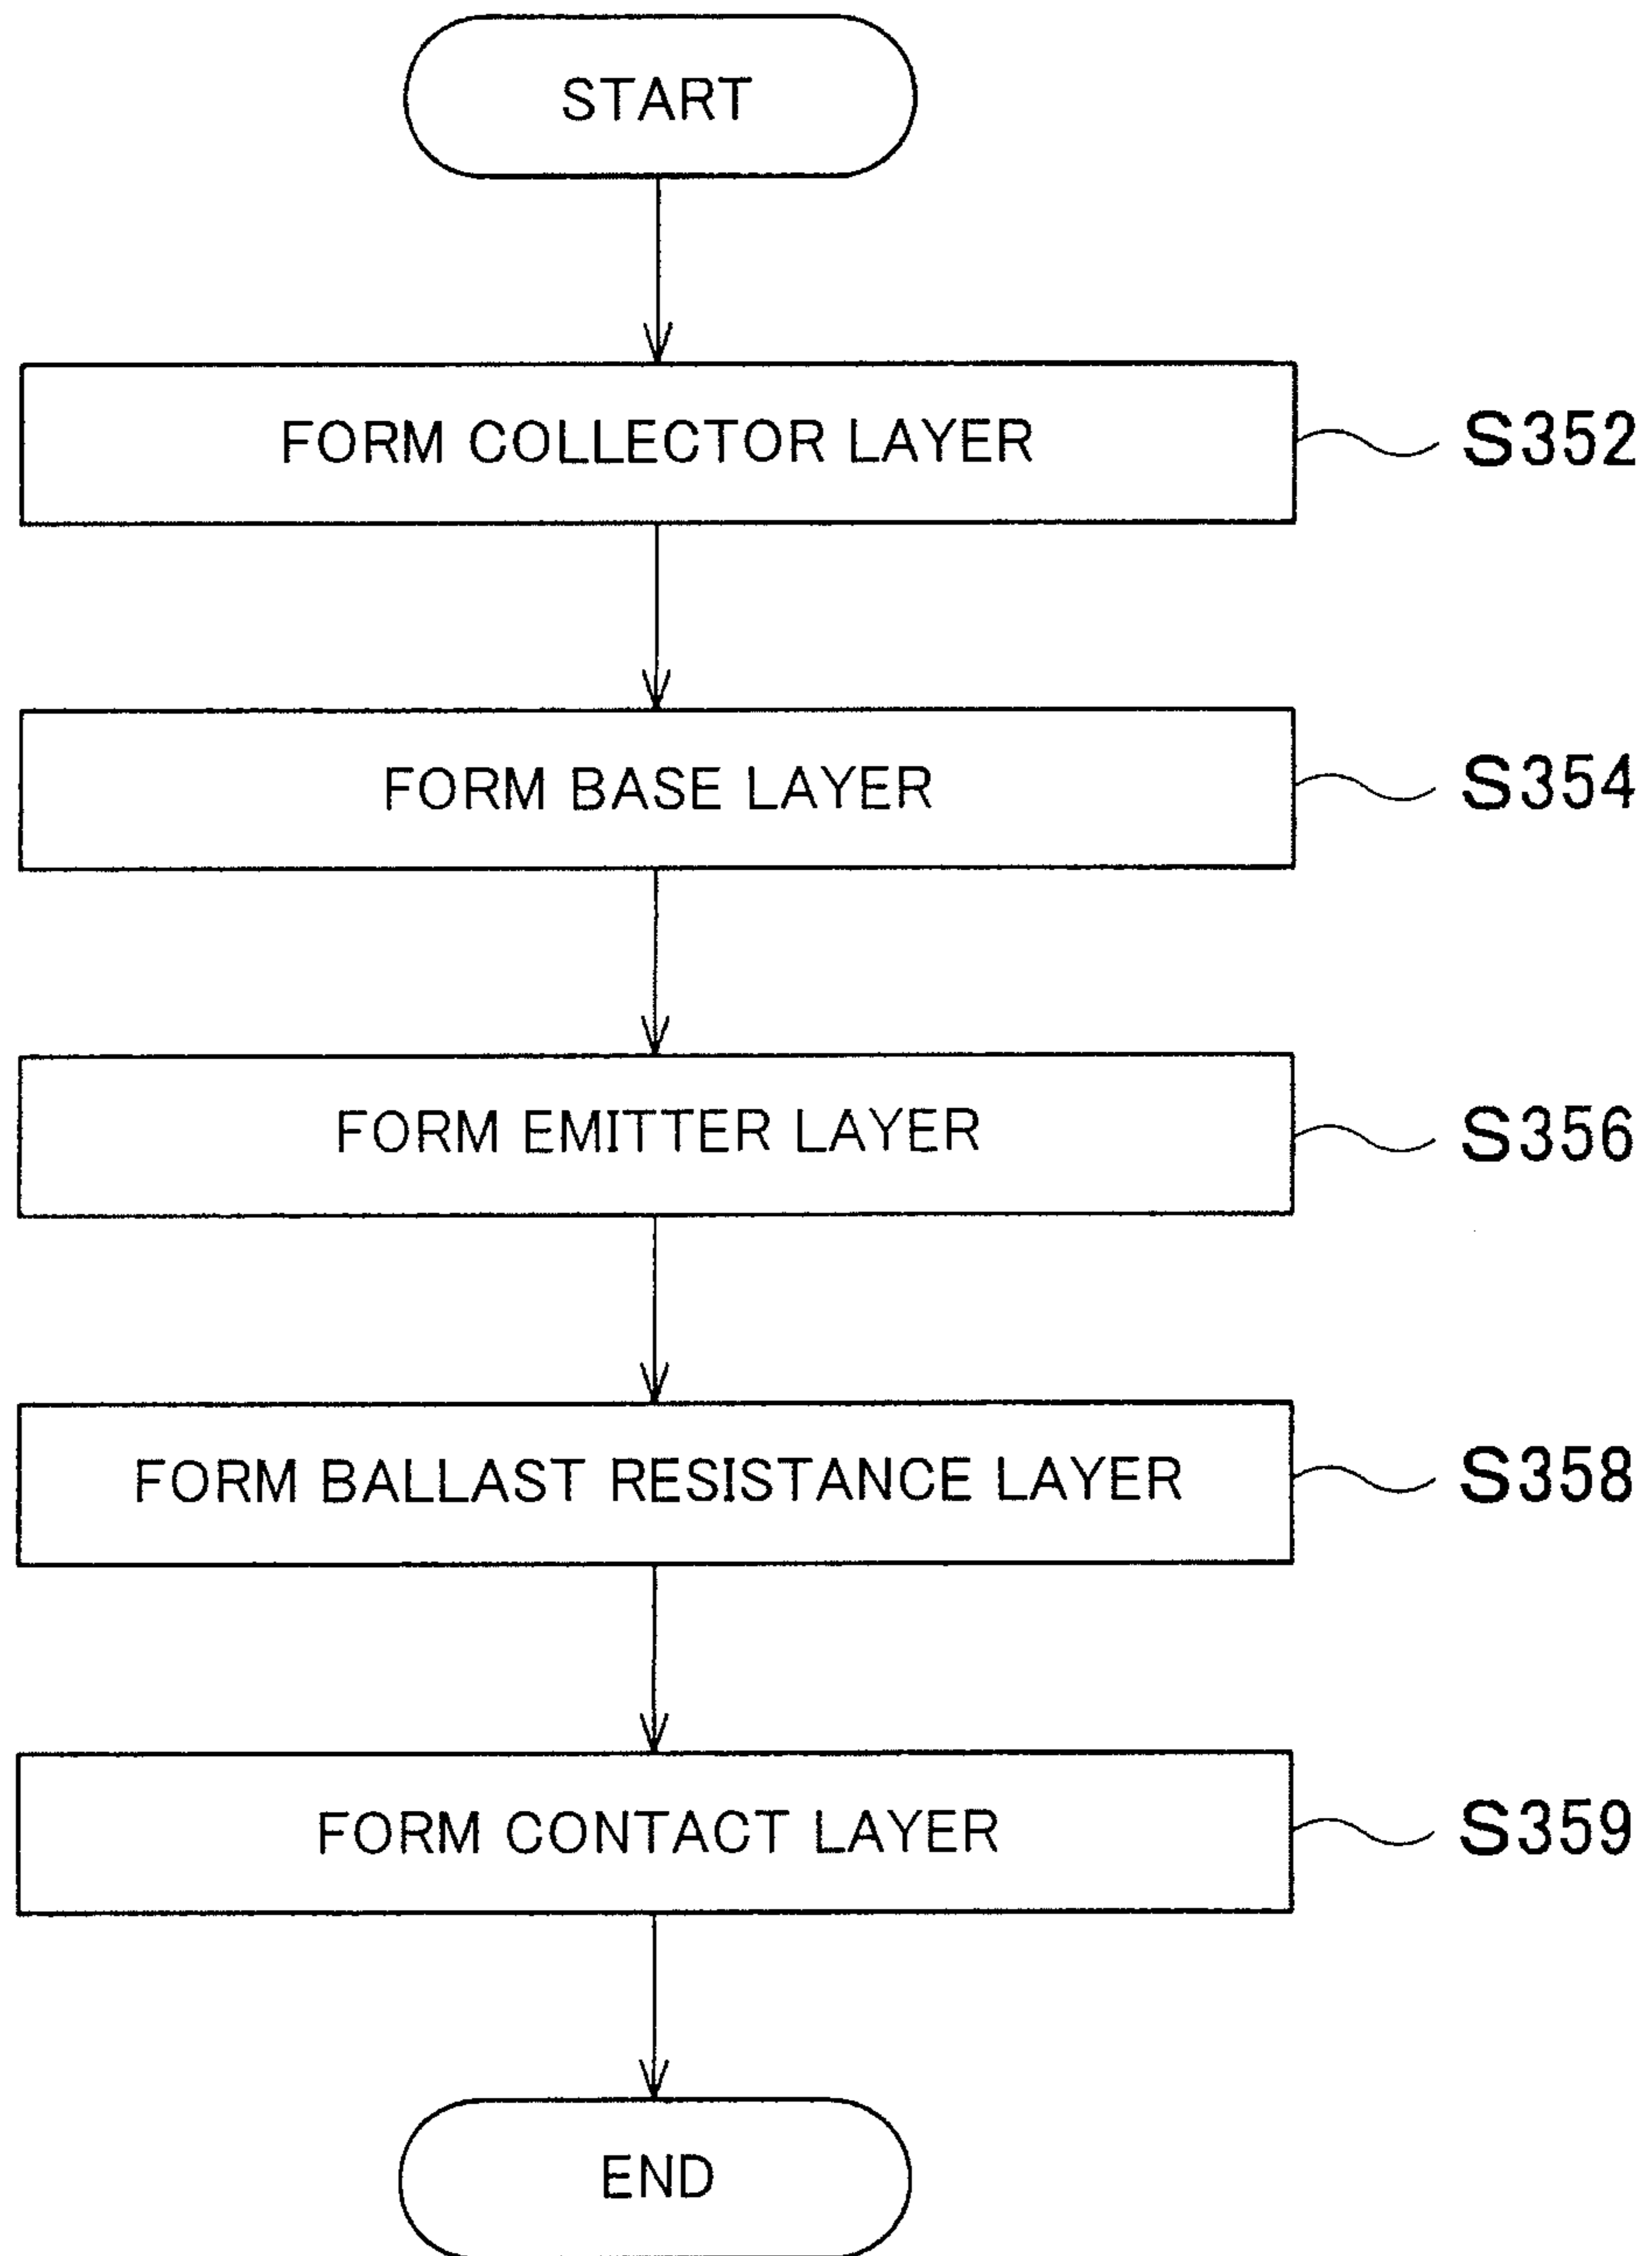 START
FORM COLLECTOR LAYER S352
FORM BASE LAYER S354
FORM EMITTER LAYER S356
FORM BALLAST RESISTANCE LAYER S358
FORM CONTACT LAYER S359
END